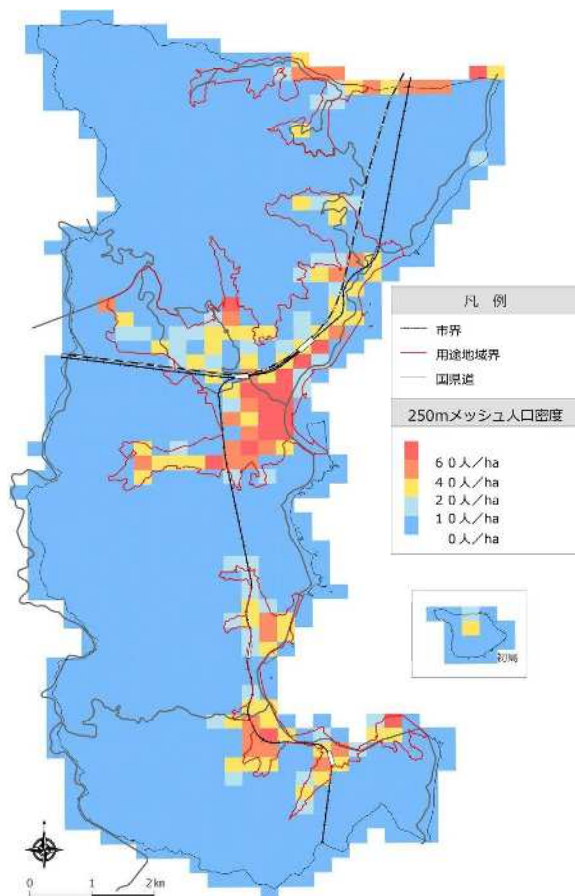 凡 例
市界
用途地域界
国県道
250mメッシュ人口密度
60人／ha
40人／ha
20人／ha
10人／ha
0人／ha
初島
0 1 2km